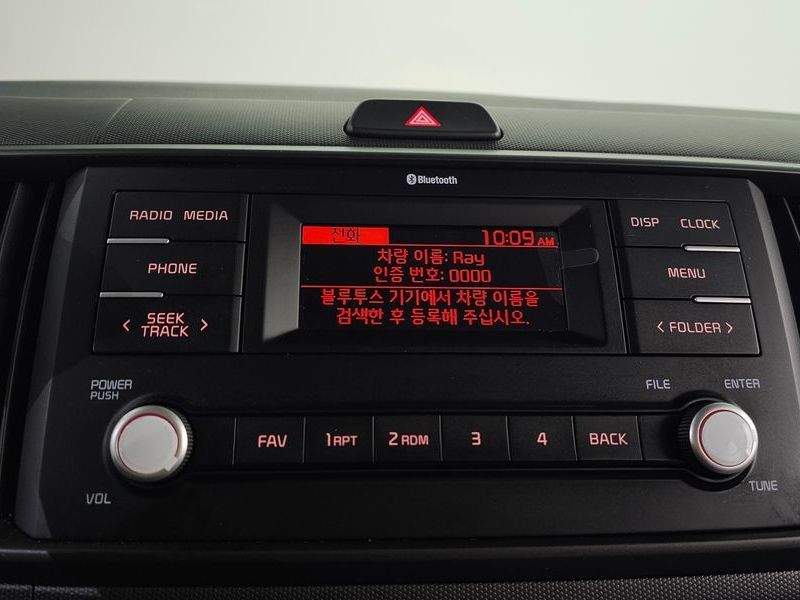 Bluetooth
RADIO MEDIA
PHONE
< SEEK TRACK >
전화 10:09 AM
차량 이름: Ray
인증 번호: 0000
블루투스 기기에서 차량 이름을
검색한 후 등록해 주십시오.
DISP CLOCK
MENU
< FOLDER >
POWER
PUSH
VOL
FAV 1 RPT 2 RDM 3 4 BACK
FILE ENTER
TUNE